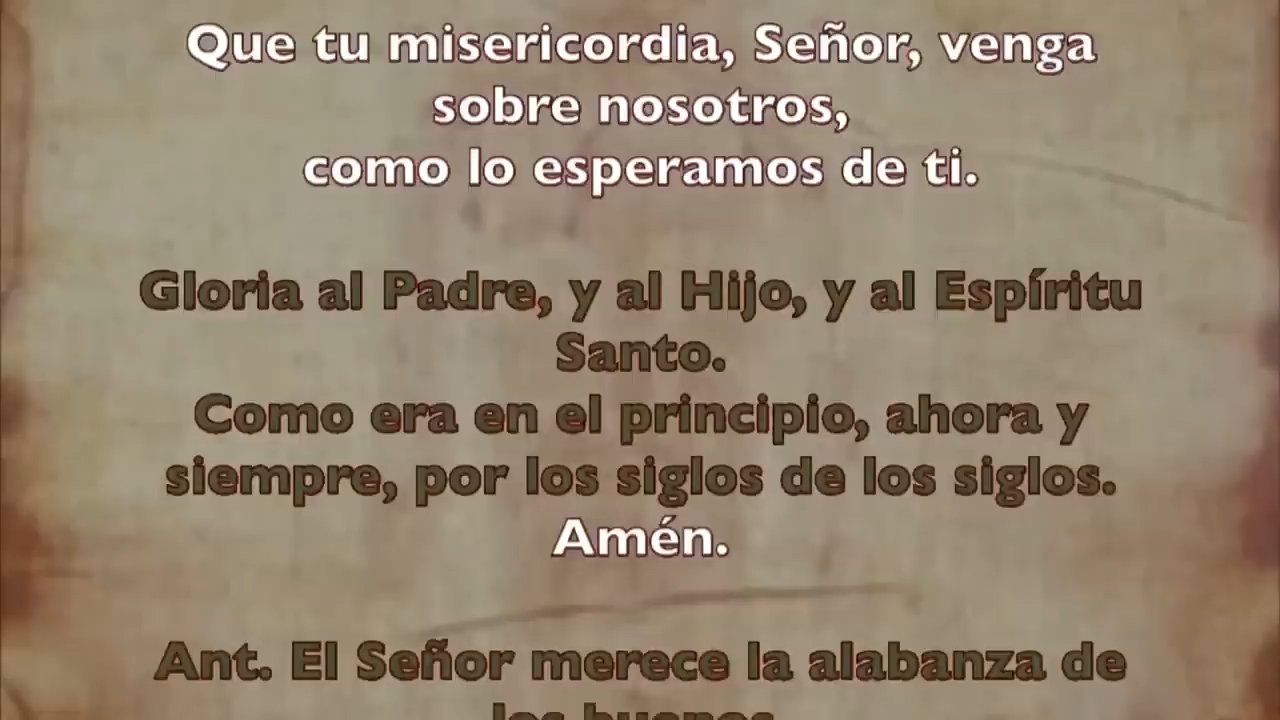 Que tu misericordia, Señor, venga
sobre nosotros,
como lo esperamos de ti.
Gloria al Padre, y al Hijo, y al Espíritu
Santo.
Como era en el principio, ahora y
siempre, por los siglos de los siglos.
Amén.
Ant. El Señor merece la alabanza de
los buenos.